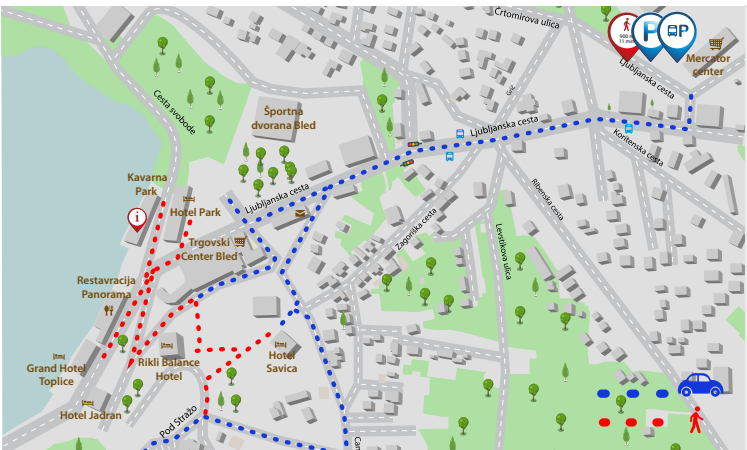 Črtomirova ulica
900 m
11 min
P
P
Mercator
center
Ljubljanska cesta
Cesta svobode
Športna
dvorana Bled
Ljubljanska cesta
Koritenska cesta
Kavarna
Park
Hotel Park
Ljubljanska cesta
Ribenska cesta
i
Trgovski
Center Bled
Zagoriška cesta
Levstikova ulica
Restavracija
Panorama
Grand Hotel
Toplice
Rikli Balance
Hotel
Hotel
Savica
Hotel Jadran
Pod Stražo